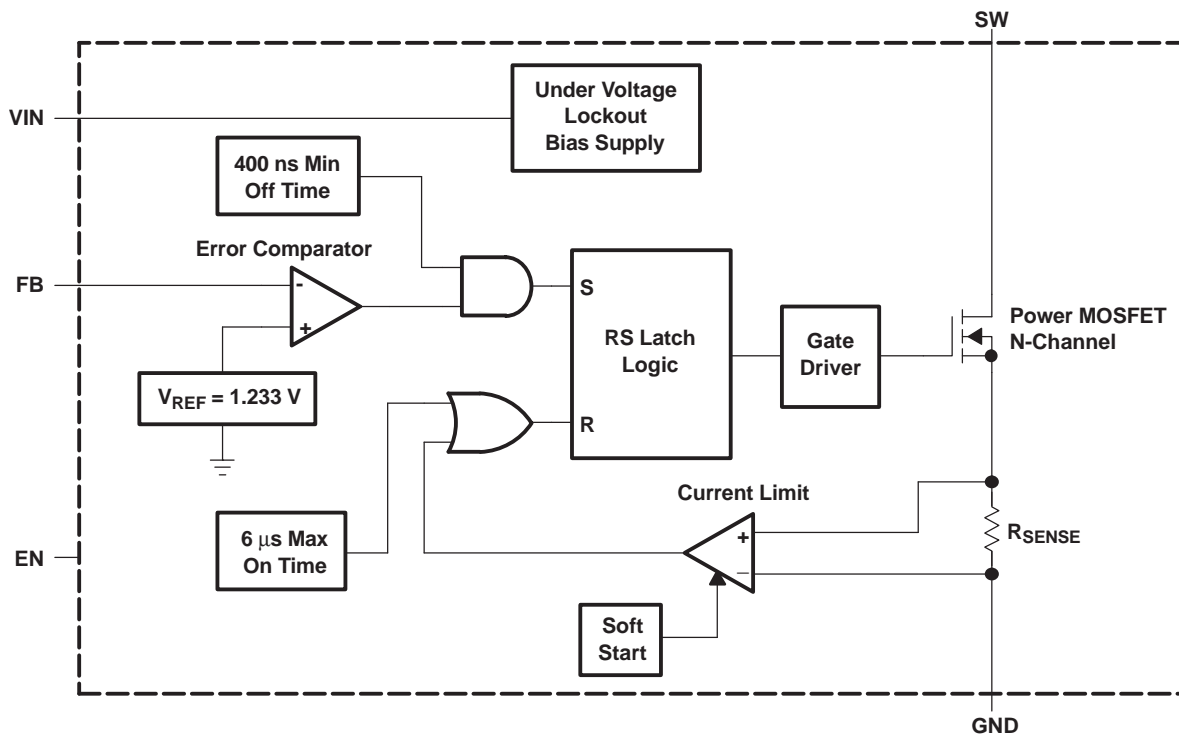 SW
VIN
Under Voltage
Lockout
Bias Supply
400 ns Min
Off Time
Error Comparator
FB
-
+
S
RS Latch
Logic
R
Gate
Driver
Power MOSFET
N-Channel
VREF = 1.233 V
Current Limit
+
–
RSENSE
6 μs Max
On Time
EN
Soft
Start
GND